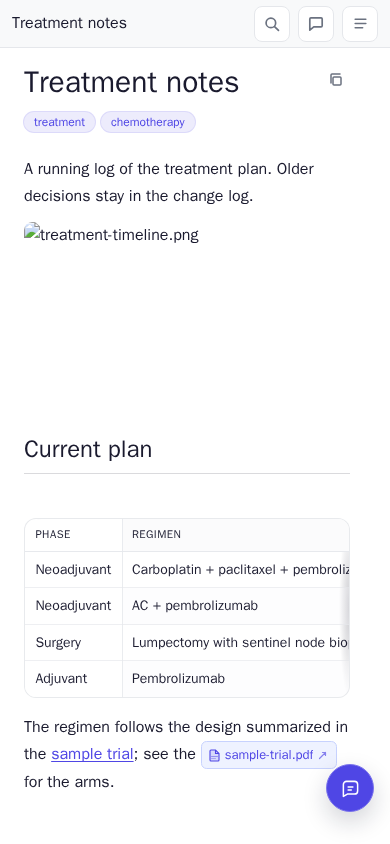 Treatment notes
Treatment notes
treatment chemotherapy
A running log of the treatment plan. Older
decisions stay in the change log.
treatment-timeline.png
Current plan
PHASE REGIMEN
Neoadjuvant Carboplatin + paclitaxel + pembroliz
Neoadjuvant AC + pembrolizumab
Surgery Lumpectomy with sentinel node bio
Adjuvant Pembrolizumab
The regimen follows the design summarized in
the sample trial; see the sample-trial.pdf ↗
for the arms.